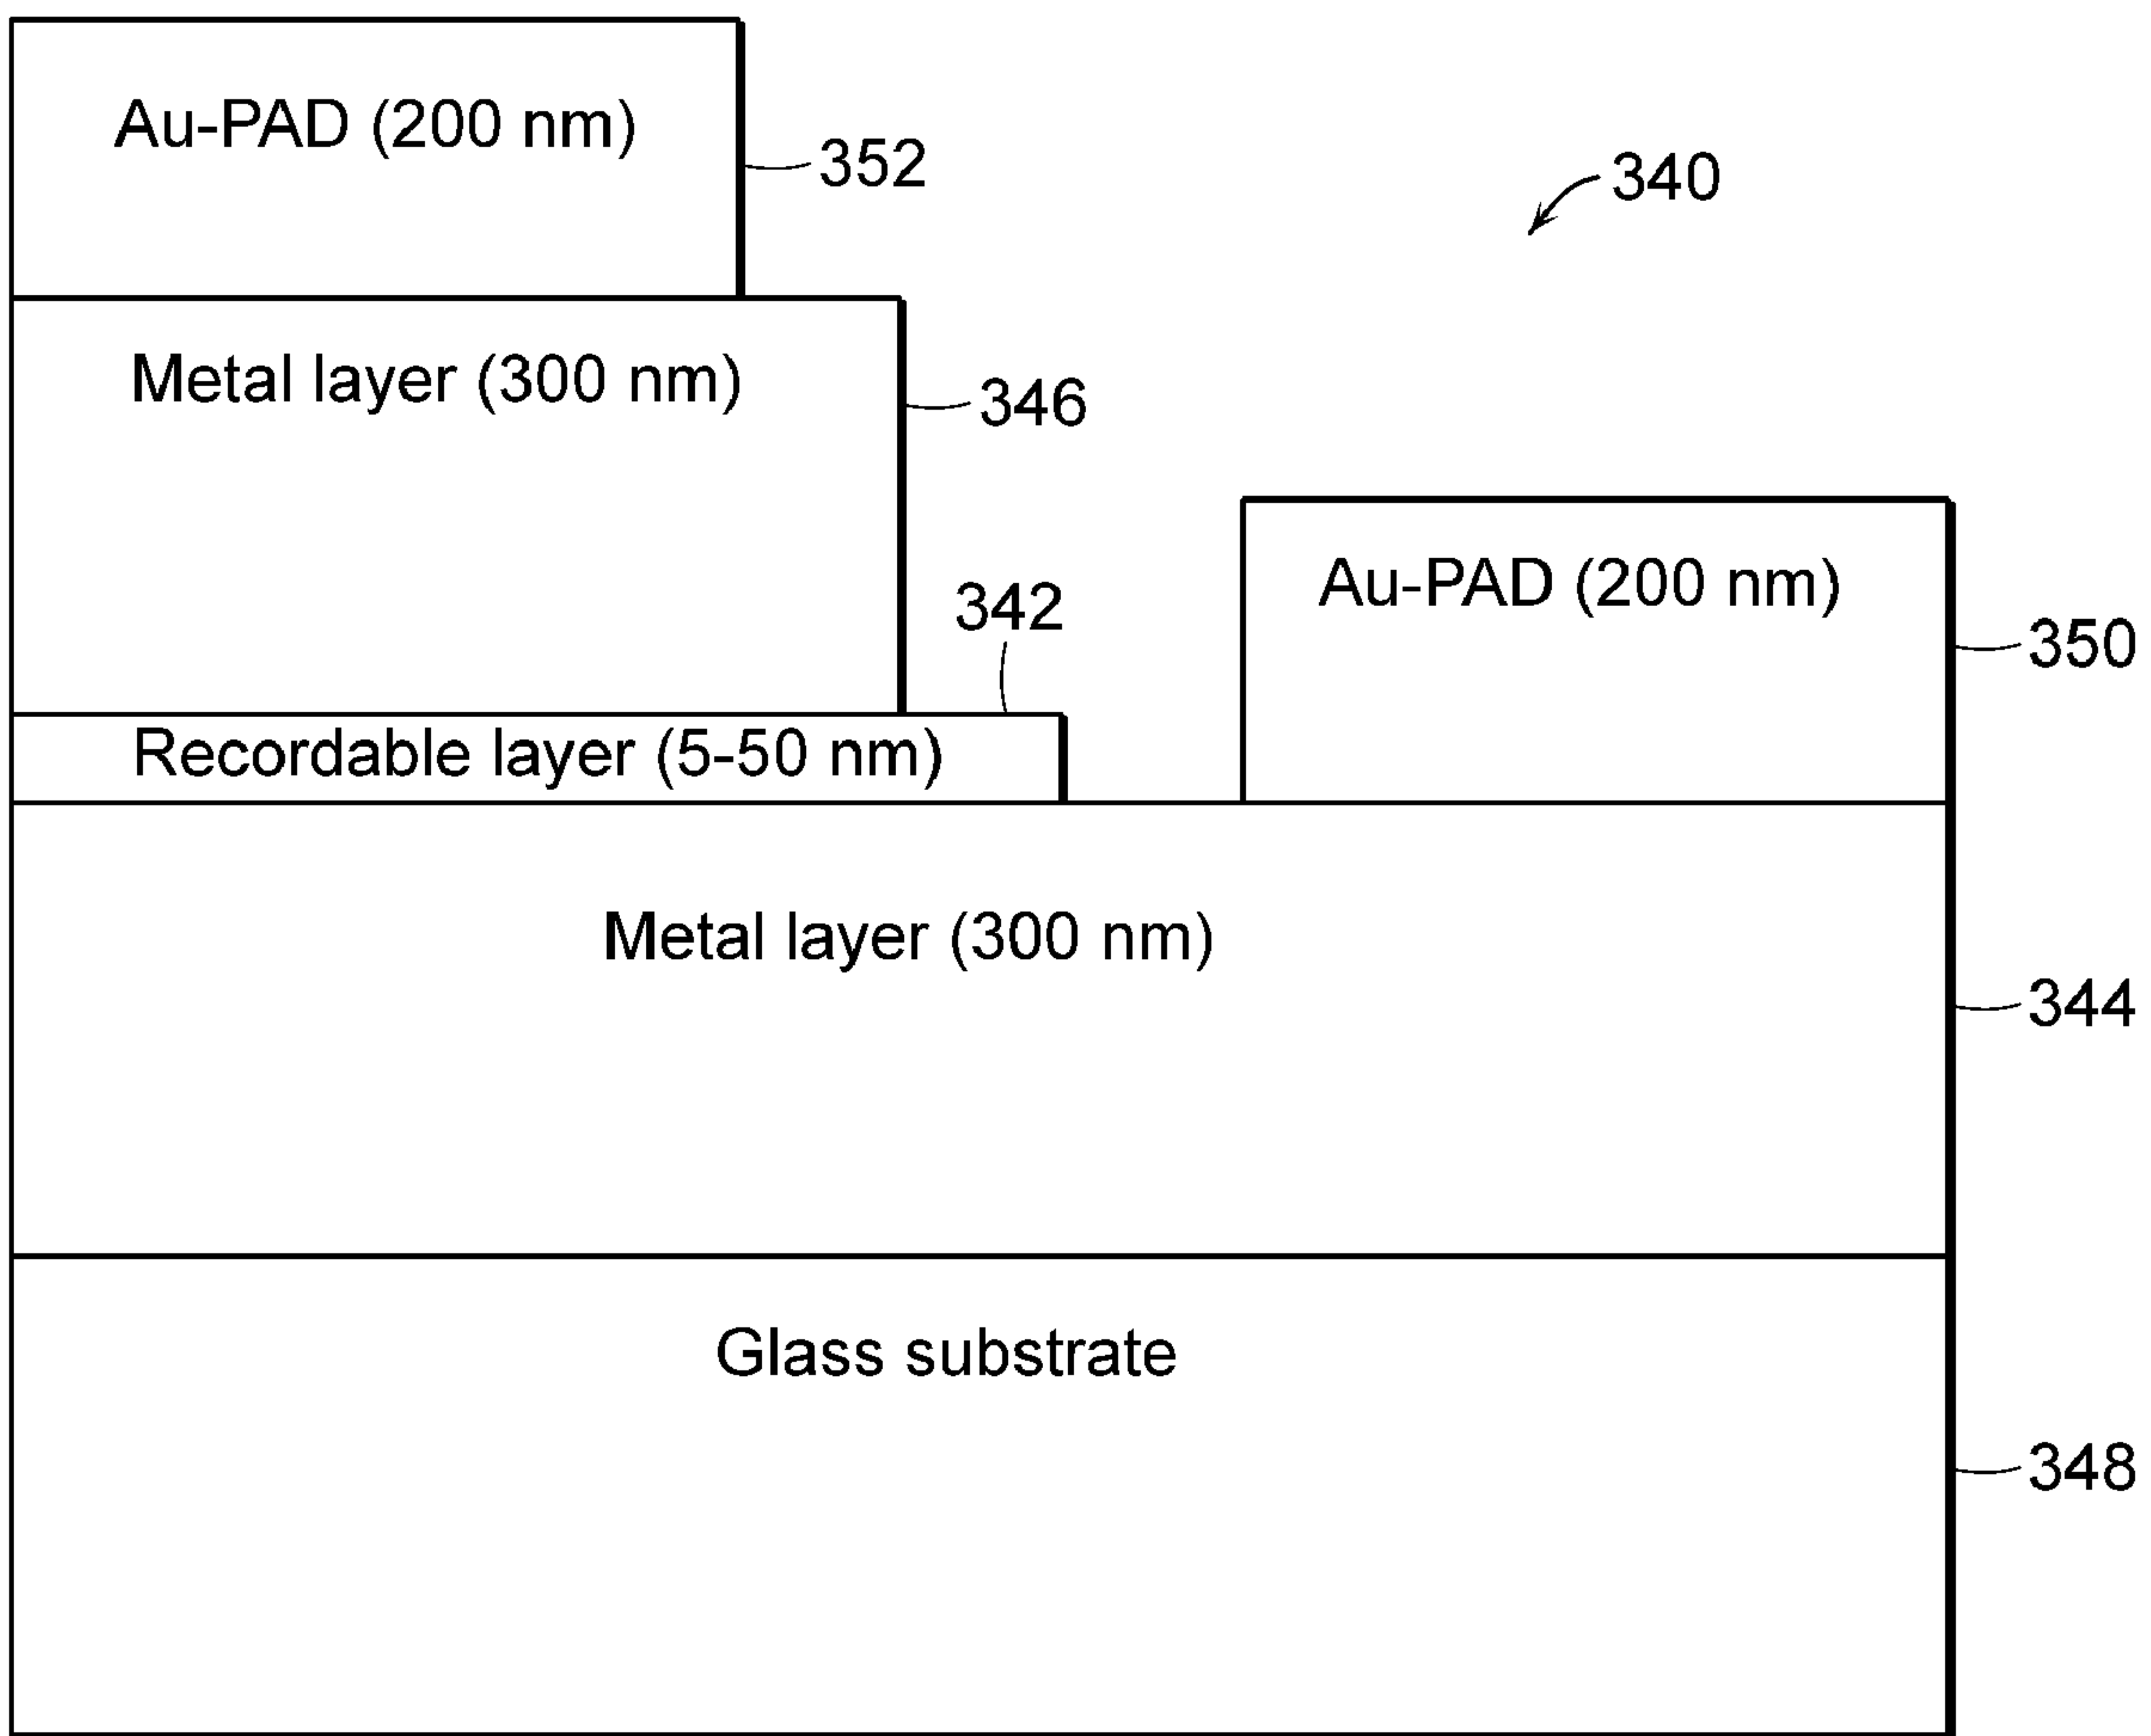 Au-PAD (200 nm)
352
340
Metal layer (300 nm)
346
342
Au-PAD (200 nm)
350
Recordable layer (5-50 nm)
Metal layer (300 nm)
344
Glass substrate
348